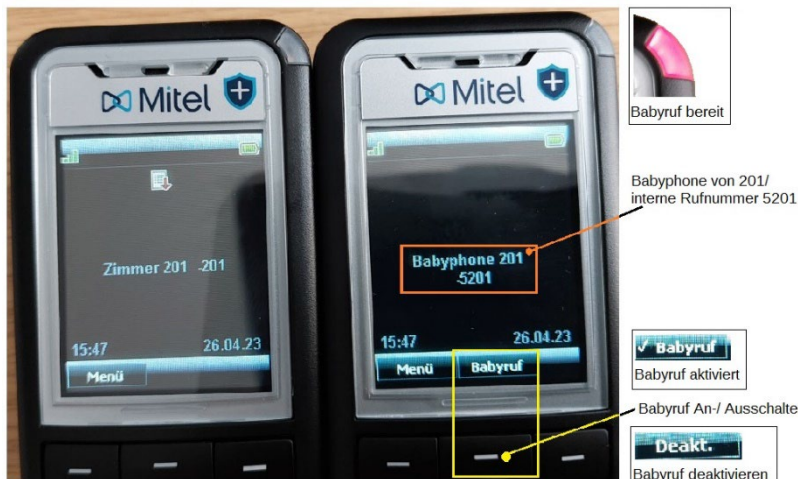 Mitel
Zimmer 201 -201
15:47 26.04.23
Menü
Mitel
Babyphone 201
-5201
15:47 26.04.23
Menü Babyruf
Babyruf bereit
Babyphone von 201/
interne Rufnummer 5201
✓ Babyruf
Babyruf aktiviert
Babyruf An-/ Ausschalte
Deakt.
Babyruf deaktivieren